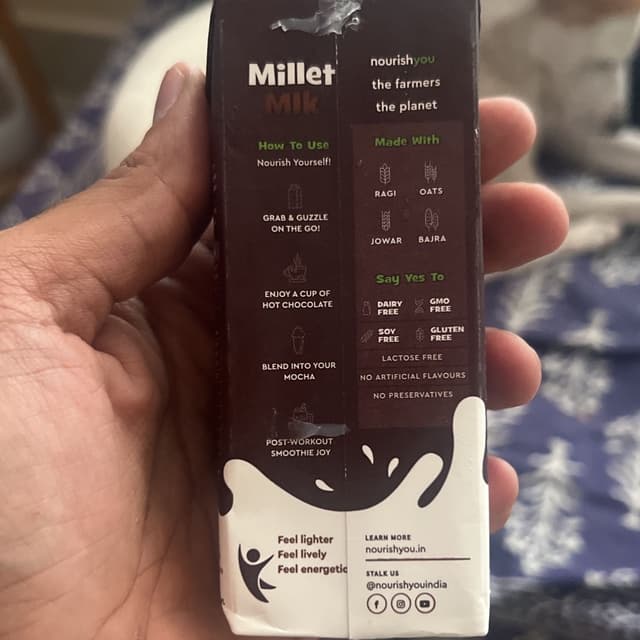 Millet
Mlk
How To Use
Nourish Yourself!
GRAB & GUZZLE
ON THE GO!
ENJOY A CUP OF
HOT CHOCOLATE
BLEND INTO YOUR
MOCHA
POST-WORKOUT
SMOOTHIE JOY
Feel lighter
Feel lively
Feel energetic
nourishyou
the farmers
the planet
Made With
RAGI OATS
JOWAR BAJRA
Say Yes To
DAIRY FREE
GMO FREE
SOY FREE
GLUTEN FREE
LACTOSE FREE
NO ARTIFICIAL FLAVOURS
NO PRESERVATIVES
LEARN MORE
nourishyou.in
STALK US
@nourishyouindia